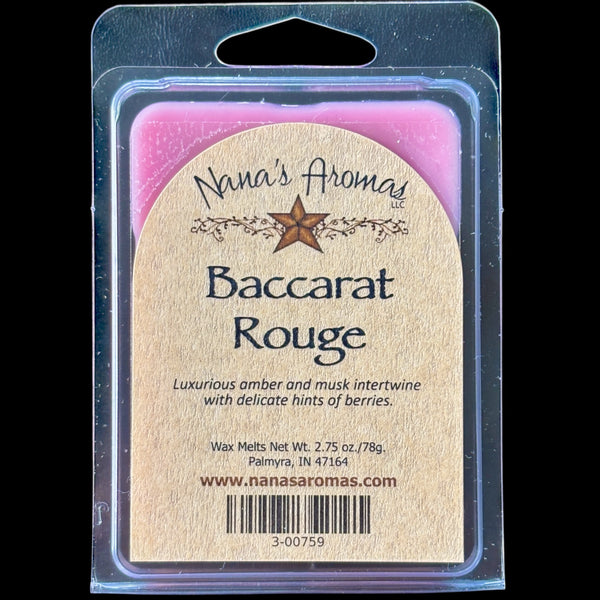 Nana's Aromas
LLC
Baccarat
Rouge
Luxurious amber and musk intertwine
with delicate hints of berries.
Wax Melts Net Wt. 2.75 oz./78g.
Palmyra, IN 47164
www.nanasaromas.com
3-00759